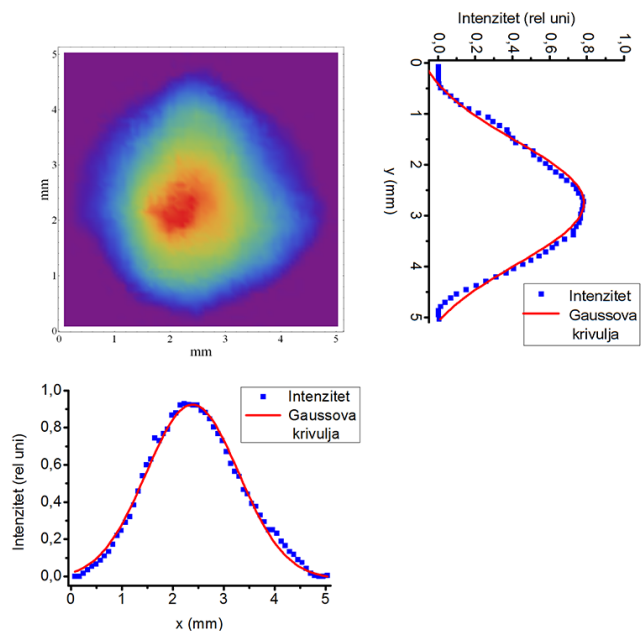 Intenzitet (rel uni)
0,0 0,2 0,4 0,6 0,8 1,0
0
1
2
3
4
5
y (mm)
Intenzitet
Gaussova
krivulja
5
4
3
2
1
0
mm
0 1 2 3 4 5
mm
1,0
0,8
0,6
0,4
0,2
0,0
Intenzitet (rel uni)
Intenzitet
Gaussova
krivulja
0 1 2 3 4 5
x (mm)